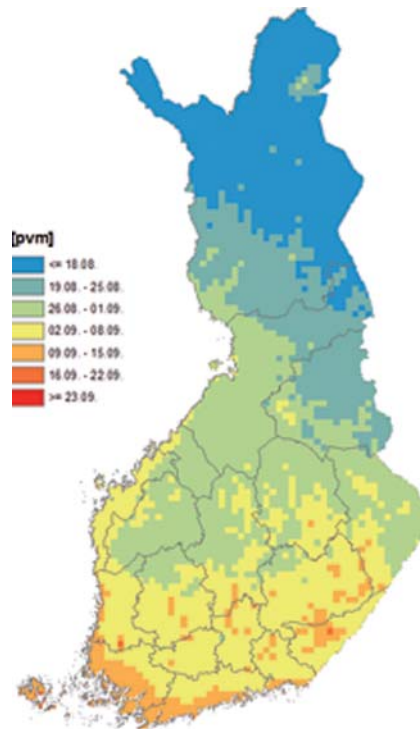 [pvm]
<= 18.08.
19.08. - 25.08.
26.08. - 01.09.
02.09. - 08.09.
09.09. - 15.09.
16.09. - 22.09.
>= 23.09.